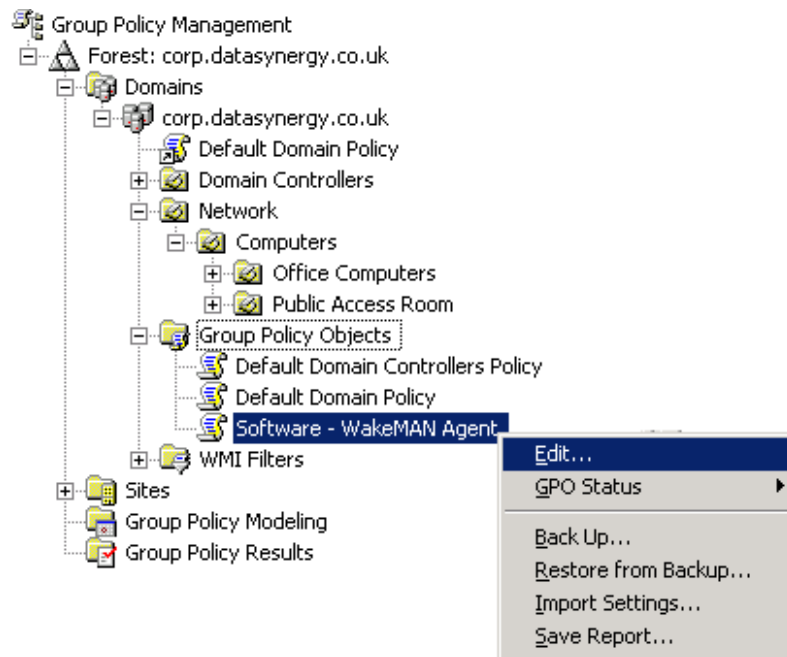 Group Policy Management
Forest: corp.datasynergy.co.uk
Domains
corp.datasynergy.co.uk
Default Domain Policy
Domain Controllers
Network
Computers
Office Computers
Public Access Room
Group Policy Objects
Default Domain Controllers Policy
Default Domain Policy
Software - WakeMAN Agent
WMI Filters
Sites
Group Policy Modeling
Group Policy Results
Edit...
GPO Status
Back Up...
Restore from Backup...
Import Settings...
Save Report...